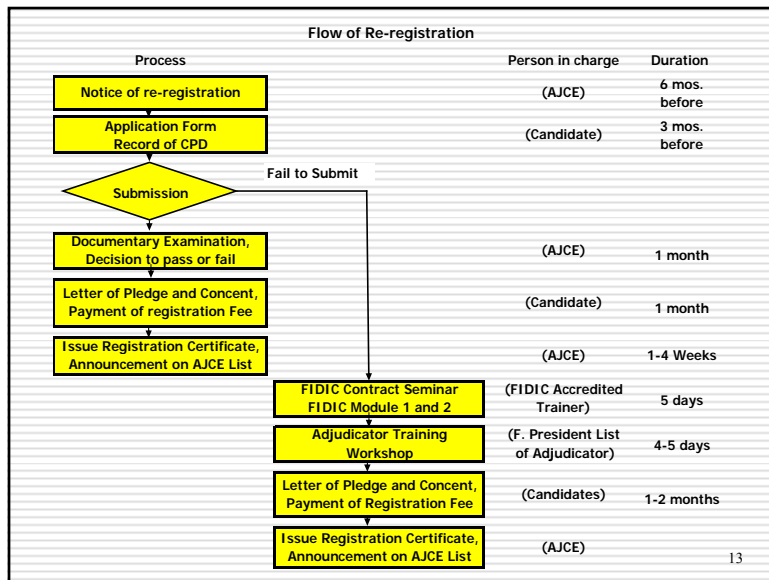 Flow of Re-registration
Process Person in charge Duration
Notice of re-registration
(AJCE)
6 mos.
before
Application Form
Record of CPD
(Candidate)
3 mos.
before
Fail to Submit
Submission
Documentary Examination,
Decision to pass or fail
(AJCE)
1 month
Letter of Pledge and Concent,
Payment of registration Fee
(Candidate)
1 month
Issue Registration Certificate,
Announcement on AJCE List
(AJCE)
1-4 Weeks
FIDIC Contract Seminar
FIDIC Module 1 and 2
(FIDIC Accredited
Trainer)
5 days
Adjudicator Training
Workshop
(F. President List
of Adjudicator)
4-5 days
Letter of Pledge and Concent,
Payment of Registration Fee
(Candidates)
1-2 months
Issue Registration Certificate,
Announcement on AJCE List
(AJCE)
13